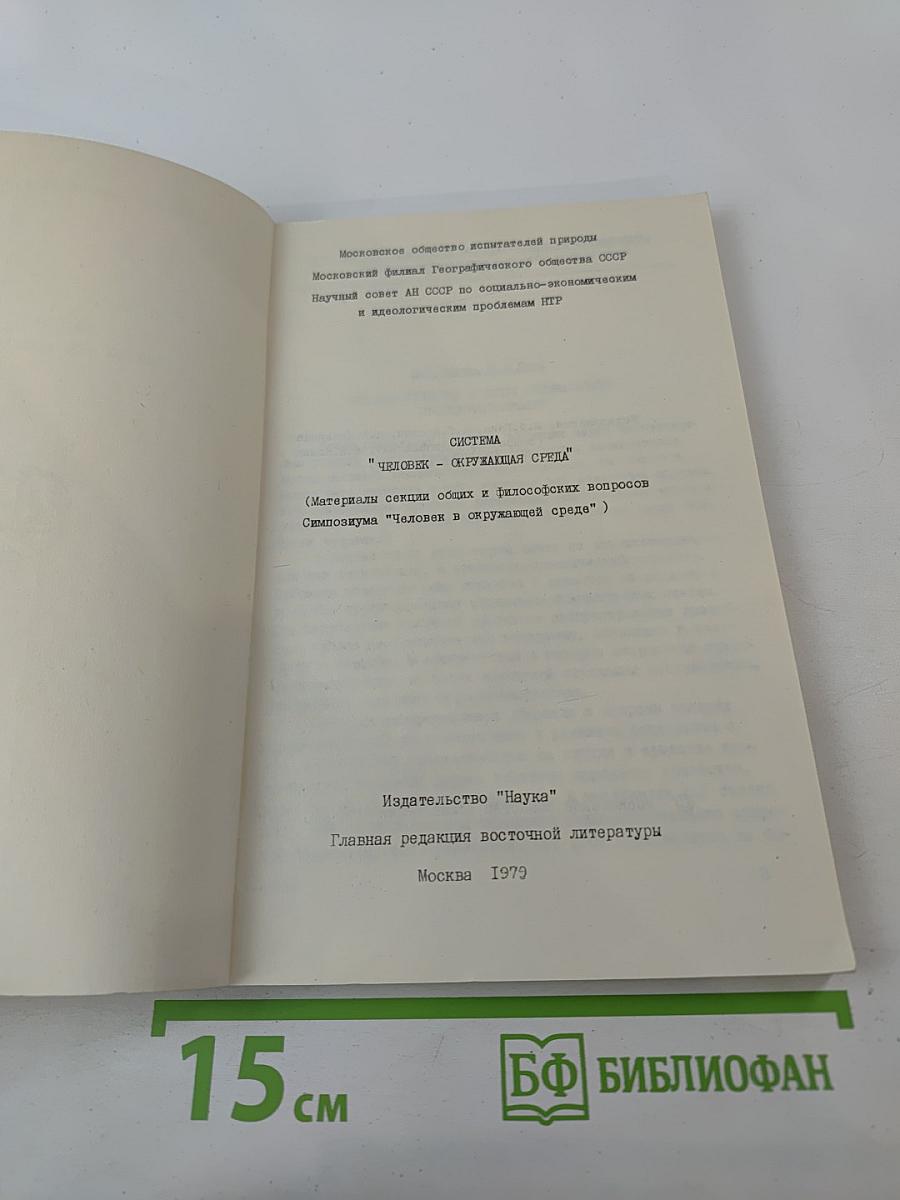 Московское общество испытателей природы
Московский филиал Географического общества СССР
Научный совет АН СССР по социально-экономическим
и идеологическим проблемам НТР
СИСТЕМА
"ЧЕЛОВЕК - ОКРУЖАЮЩАЯ СРЕДА"
(Материалы секции общих и философских вопросов
Симпозиума "Человек в окружающей среде" )
Издательство "Наука"
Главная редакция восточной литературы
Москва I979
15 см
БФ БИБЛИОФАН